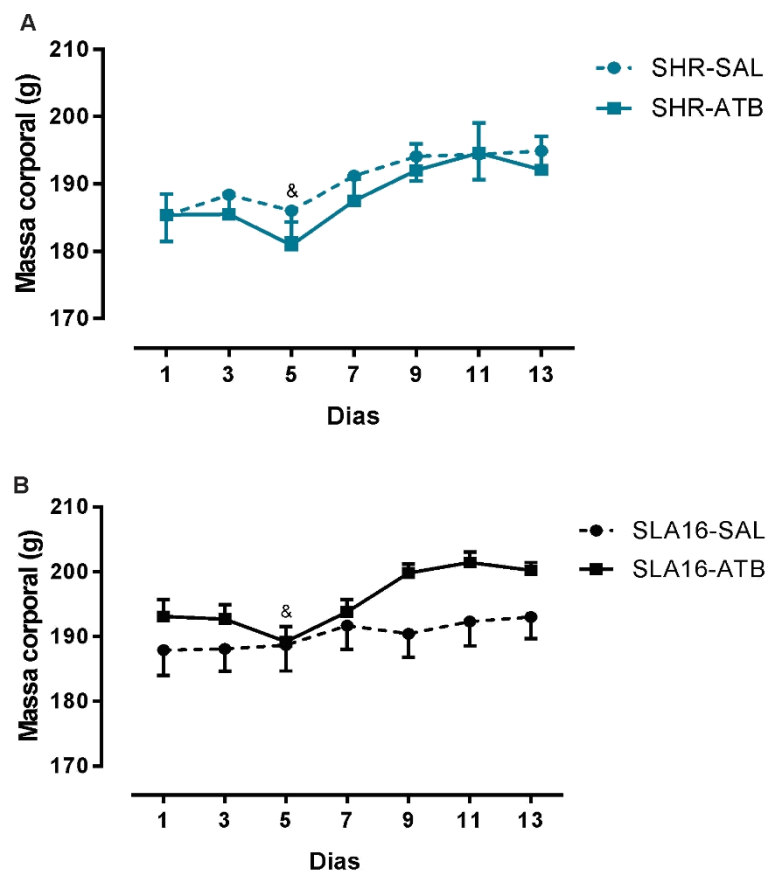 A
Massa corporal (g)
210
200
190
180
170
&
SHR-SAL
SHR-ATB
1 3 5 7 9 11 13
Dias
B
Massa corporal (g)
210
200
190
180
170
&
SLA16-SAL
SLA16-ATB
1 3 5 7 9 11 13
Dias